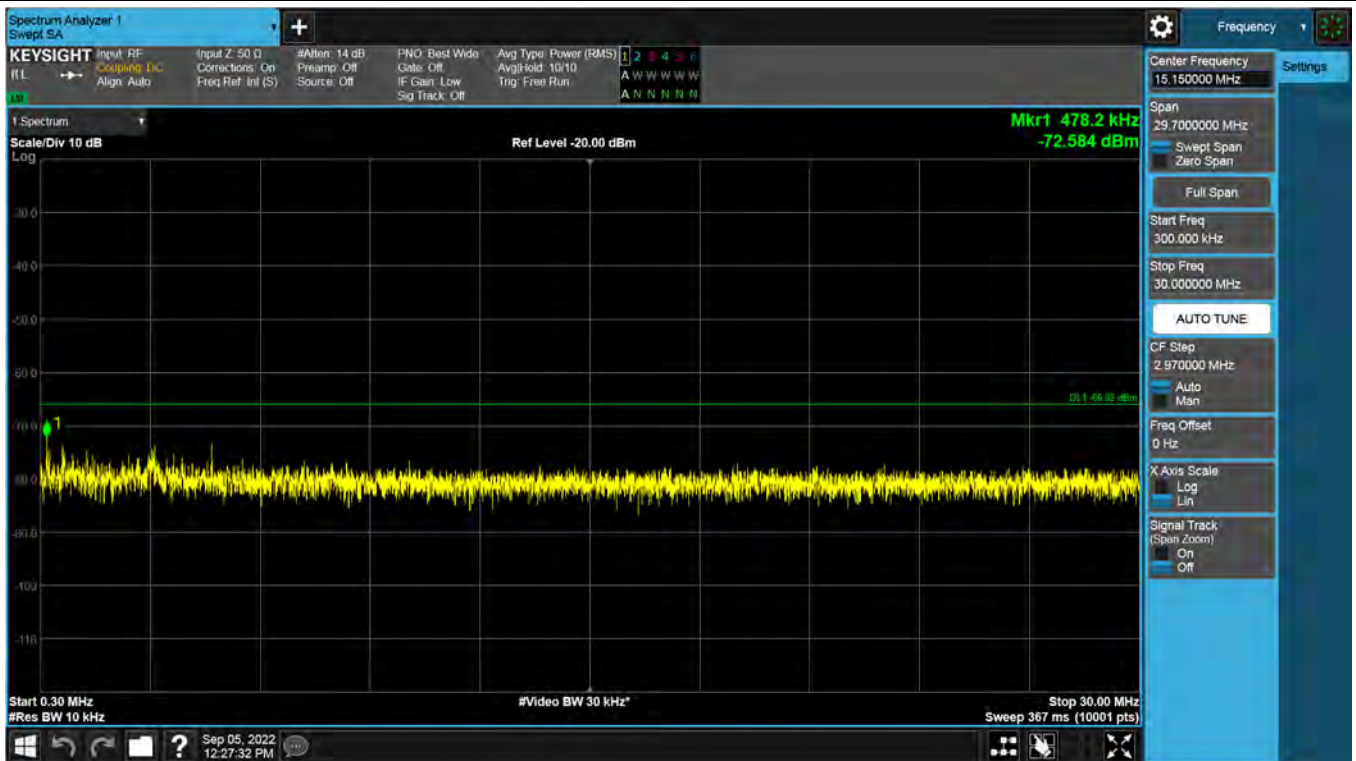 Spectrum Analyzer 1
Swept SA
+
Frequency
KEYSIGHT
Input: RF
Coupling: DC
Align: Auto
Input Z: 50 Ω
Corrections: On
Freq Ref: Int (S)
#Atten: 14 dB
Preamp: Off
Source: Off
PNO: Best Wide
Gate: Off
IF Gain: Low
Sig Track: Off
Avg Type: Power (RMS)
Avg|Hold: 10/10
Trig: Free Run
1 2 3 4 5 6
A W W W W W
A N N N N N
1 Spectrum
Scale/Div 10 dB
Log
Ref Level -20.00 dBm
Mkr1 478.2 kHz
-72.584 dBm
-30.0
-40.0
-50.0
-60.0
-70.0
-80.0
-90.0
-100
-110
1
Start 0.30 MHz
#Res BW 10 kHz
#Video BW 30 kHz*
Stop 30.00 MHz
Sweep 367 ms (10001 pts)
Sep 05, 2022
12:27:32 PM
?
Center Frequency
15.150000 MHz
Span
29.7000000 MHz
Swept Span
Zero Span
Full Span
Start Freq
300.000 kHz
Stop Freq
30.000000 MHz
AUTO TUNE
CF Step
2.970000 MHz
Auto
Man
Freq Offset
0 Hz
X Axis Scale
Log
Lin
Signal Track
(Span Zoom)
On
Off
Settings